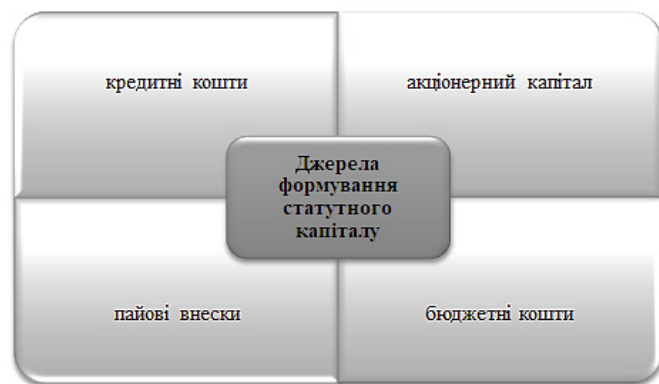 кредитні кошти
акціонерний капітал
Джерела
формування
статутного
капіталу
пайові внески
бюджетні кошти